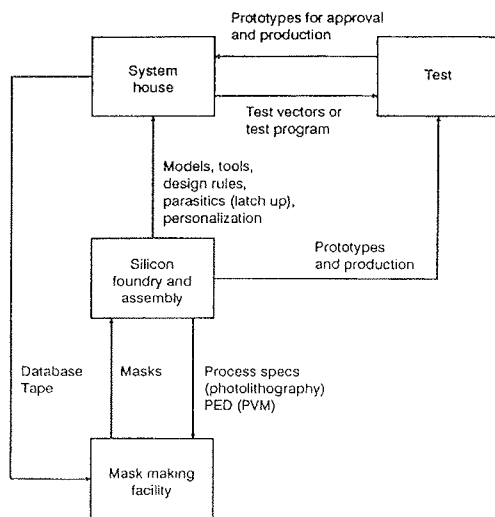 Prototypes for approval
and production
System
house
Test
Test vectors or
test program
Models, tools,
design rules,
parasitics (latch up),
personalization
Silicon
foundry and
assembly
Prototypes
and production
Database
Tape
Masks
Process specs
(photolithography)
PED (PVM)
Mask making
facility